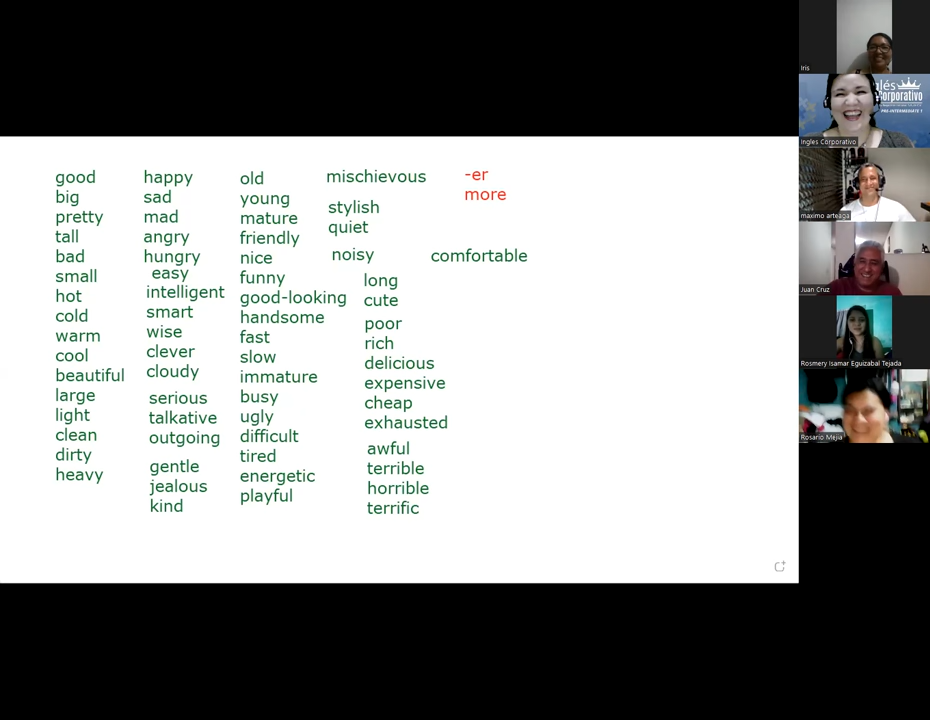 good
big
pretty
tall
bad
small
hot
cold
warm
cool
beautiful
large
light
clean
dirty
heavy
happy
sad
mad
angry
hungry
easy
intelligent
smart
wise
clever
cloudy
serious
talkative
outgoing
gentle
jealous
kind
old
young
mature
friendly
nice
funny
good-looking
handsome
fast
slow
immature
busy
ugly
difficult
tired
energetic
playful
mischievous
stylish
quiet
noisy
long
cute
poor
rich
delicious
expensive
cheap
exhausted
awful
terrible
horrible
terrific
comfortable
-er
more
Iris
PRE-INTERMEDIATE 1
Ingles Corporativo
maximo arteaga
Juan Cruz
Rosmery Isamar Eguizabal Tejada
Rosario Mejia